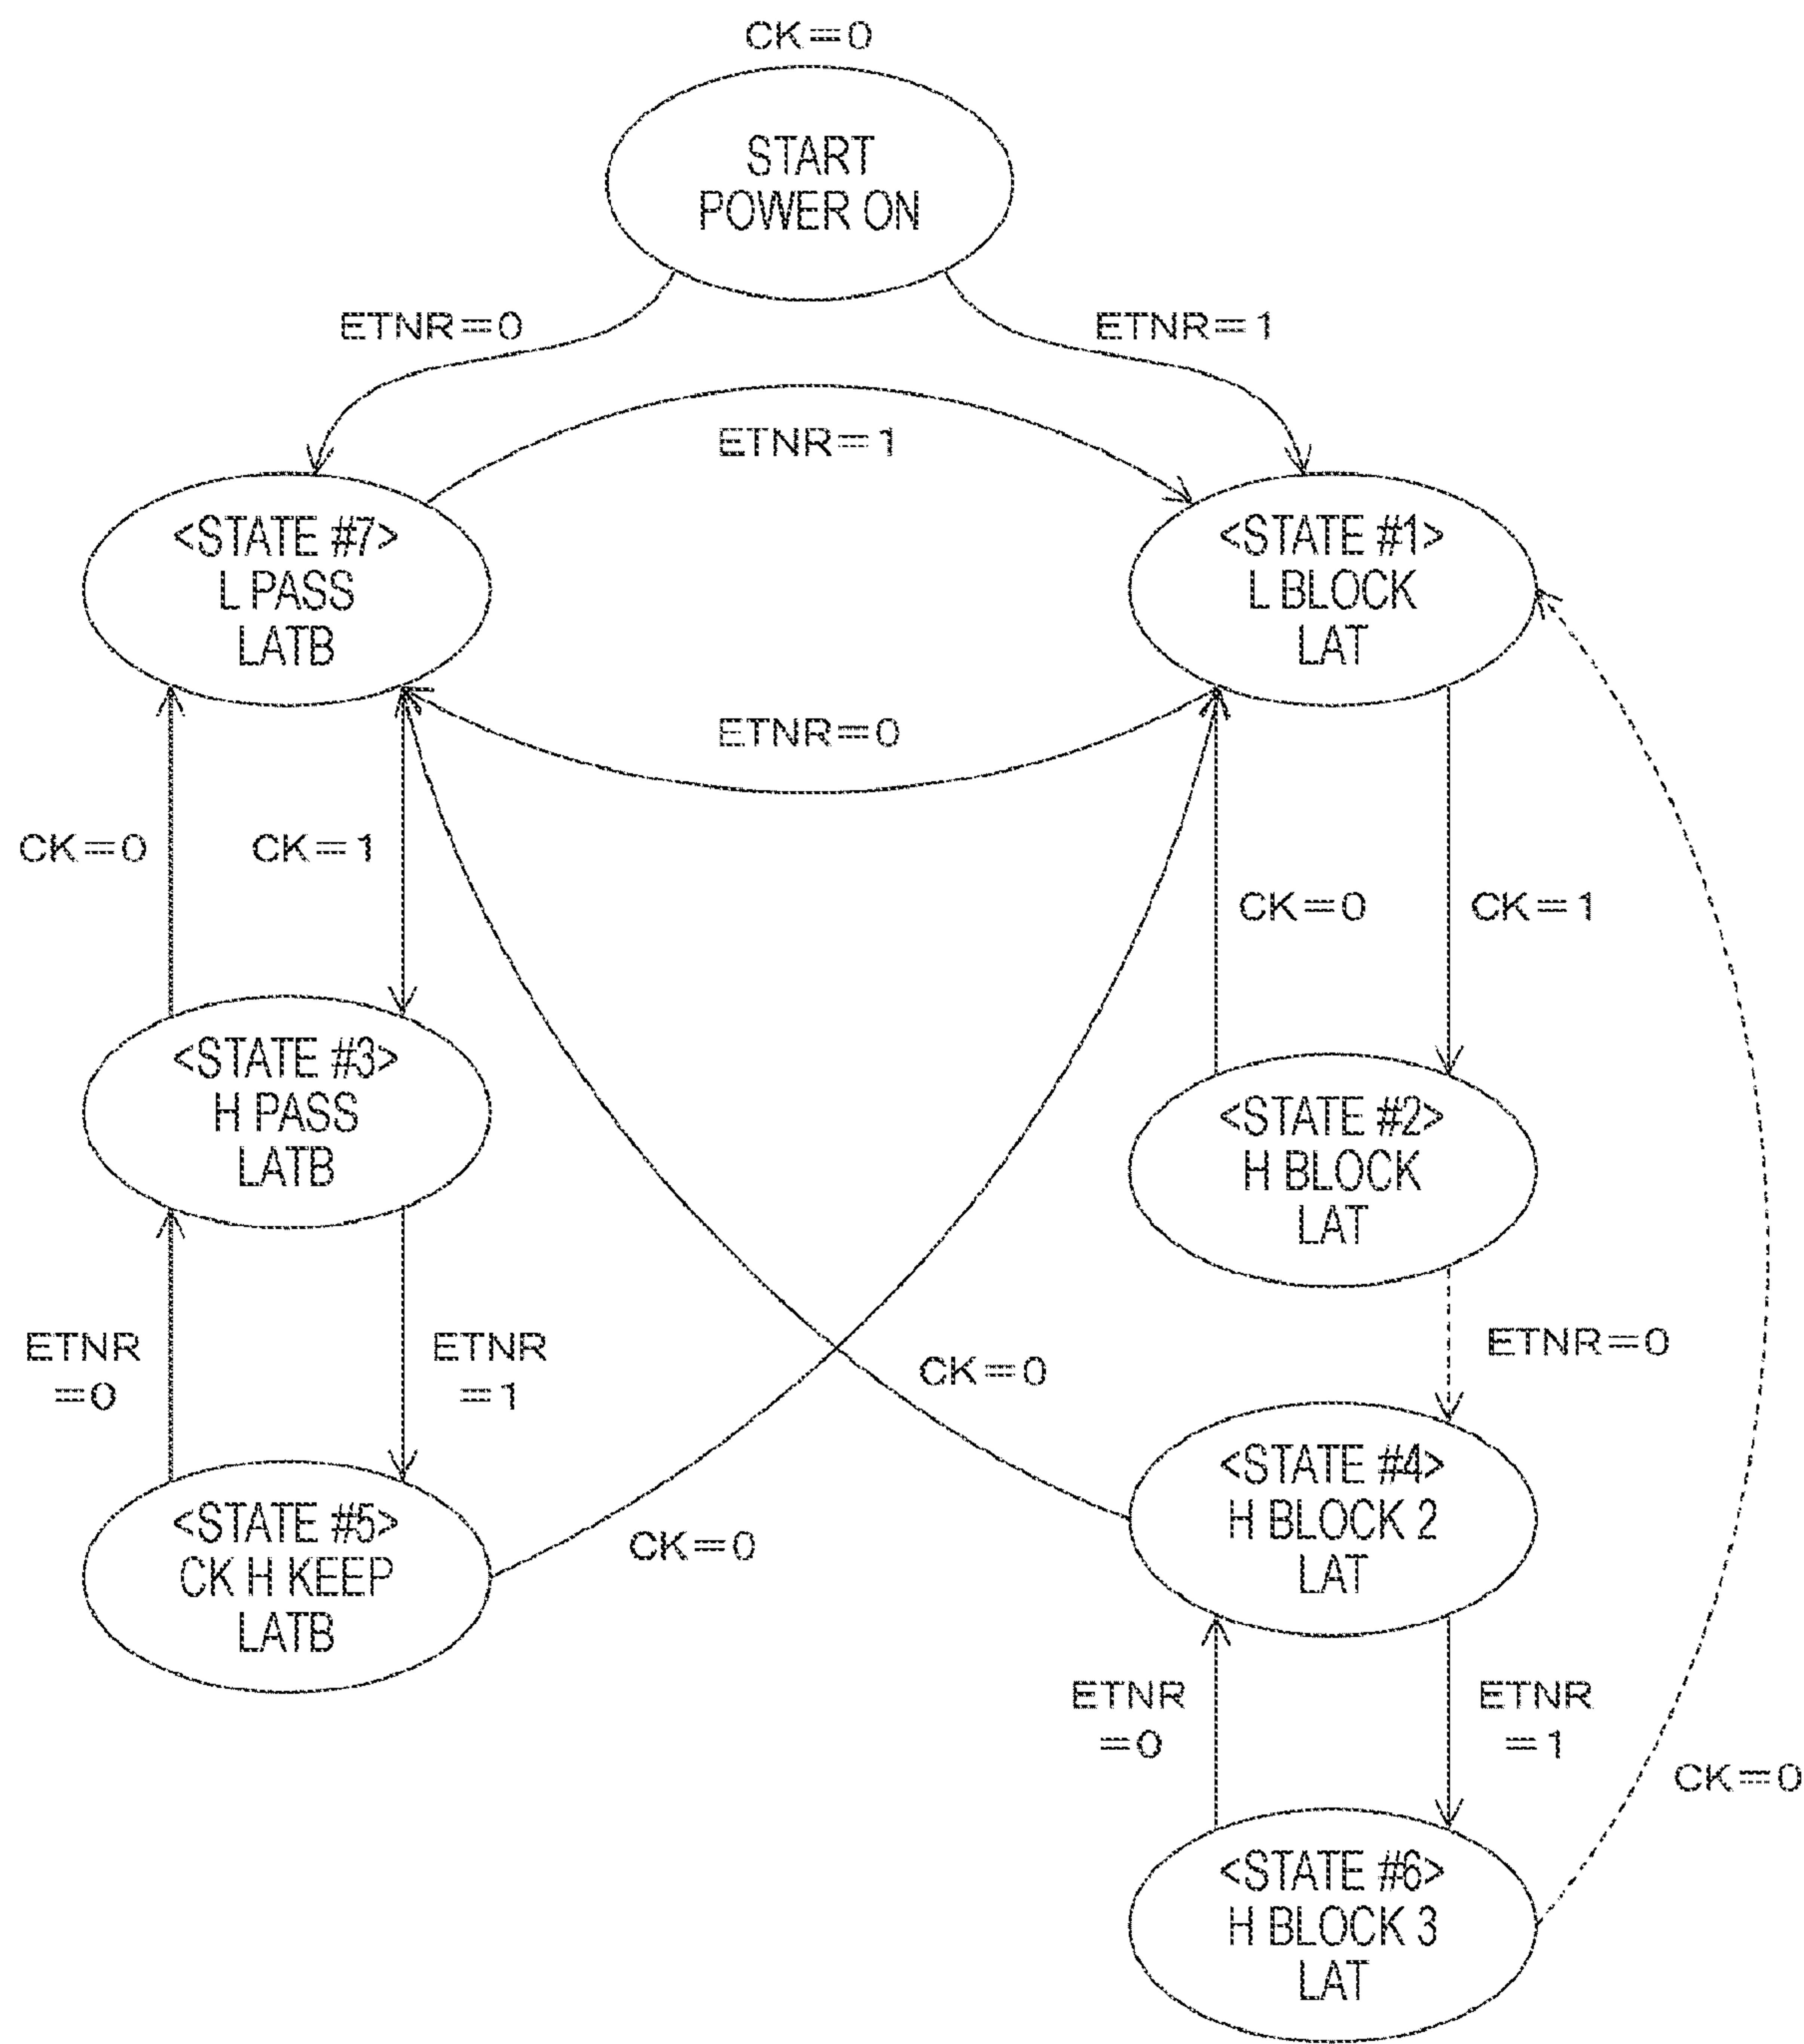 CK=0
START
POWER ON
ETNR=0
ETNR=1
ETNR=1
<STATE #7>
L PASS
LATB
<STATE #1>
L BLOCK
LAT
ETNR=0
CK=0
CK=1
CK=0
CK=1
<STATE #3>
H PASS
LATB
<STATE #2>
H BLOCK
LAT
ETNR
=0
ETNR
=1
ETNR=0
CK=0
<STATE #5>
CK H KEEP
LATB
CK=0
<STATE #4>
H BLOCK 2
LAT
ETNR
=0
ETNR
=1
CK=0
<STATE #6>
H BLOCK 3
LAT